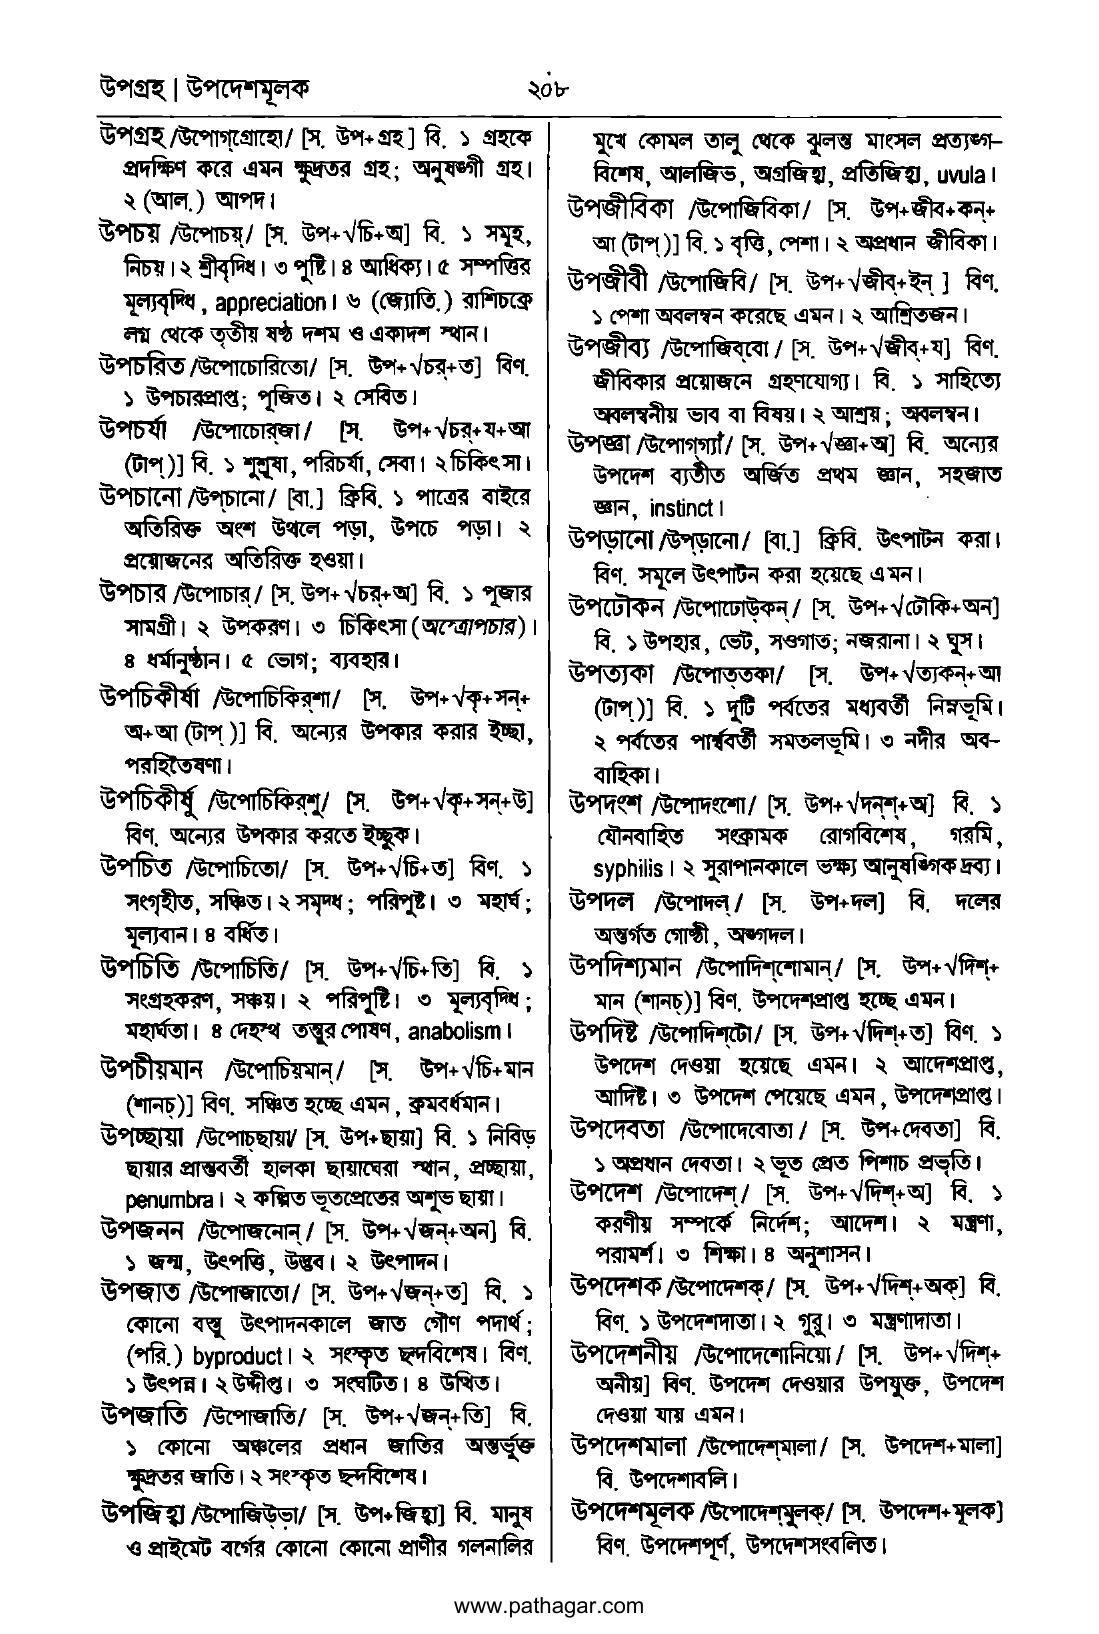 উপগ্রহ | উপদেশমূলক
২০৮
উপগ্রহ /উপোগ্‌গ্রোহো/ [স. উপ+গ্রহ] বি. ১ গ্রহকে
প্রদক্ষিণ করে এমন ক্ষুদ্রতর গ্রহ; অনুষঙ্গী গ্রহ।
২ (আল.) আপদ।
উপচয় /উপোচয়্/ [স. উপ+√চি+অ] বি. ১ সমূহ,
নিচয়। ২ শ্রীবৃদ্ধি। ৩ পুষ্টি। ৪ আধিক্য। ৫ সম্পত্তির
মূল্যবৃদ্ধি, appreciation। ৬ (জ্যোতি.) রাশিচক্রে
লগ্ন থেকে তৃতীয় ষষ্ঠ দশম ও একাদশ স্থান।
উপচরিত /উপোচোরিতো/ [স. উপ+√চর্+ত] বিণ.
১ উপচারপ্রাপ্ত; পূজিত। ২ সেবিত।
উপচর্যা /উপোচোর্‌জা/ [স. উপ+√চর্+য+আ
(টাপ্)] বি. ১ শুশ্রূষা, পরিচর্যা, সেবা। ২ চিকিৎসা।
উপচানো /উপ্‌চানো/ [বা.] ক্রিবি. ১ পাত্রের বাইরে
অতিরিক্ত অংশ উথলে পড়া, উপচে পড়া। ২
প্রয়োজনের অতিরিক্ত হওয়া।
উপচার /উপোচার্/ [স. উপ+√চর্+অ] বি. ১ পূজার
সামগ্রী। ২ উপকরণ। ৩ চিকিৎসা (অস্ত্রোপচার)।
৪ ধর্মানুষ্ঠান। ৫ ভোগ; ব্যবহার।
উপচিকীর্ষা /উপোচিকির্‌শা/ [স. উপ+√কৃ+সন্+
অ+আ (টাপ্)] বি. অন্যের উপকার করার ইচ্ছা,
পরহিতৈষণা।
উপচিকীর্ষু /উপোচিকির্‌শু/ [স. উপ+√কৃ+সন্+উ]
বিণ. অন্যের উপকার করতে ইচ্ছুক।
উপচিত /উপোচিতো/ [স. উপ+√চি+ত] বিণ. ১
সংগৃহীত, সঞ্চিত। ২ সমৃদ্ধ; পরিপুষ্ট। ৩ মহার্ঘ;
মূল্যবান। ৪ বর্ধিত।
উপচিতি /উপোচিতি/ [স. উপ+√চি+তি] বি. ১
সংগ্রহকরণ, সঞ্চয়। ২ পরিপুষ্টি। ৩ মূল্যবৃদ্ধি;
মহার্ঘতা। ৪ দেহস্থ তন্তুর পোষণ, anabolism।
উপচীয়মান /উপোচিয়মান্/ [স. উপ+√চি+মান
(শানচ্)] বিণ. সঞ্চিত হচ্ছে এমন, ক্রমবর্ধমান।
উপচ্ছায়া /উপোচ্‌ছায়া/ [স. উপ+ছায়া] বি. ১ নিবিড়
ছায়ার প্রান্তবর্তী হালকা ছায়াঘেরা স্থান, প্রচ্ছায়া,
penumbra। ২ কল্পিত ভূতপ্রেতের অশুভ ছায়া।
উপজনন /উপোজনোন্/ [স. উপ+√জন্+অন] বি.
১ জন্ম, উৎপত্তি, উদ্ভব। ২ উৎপাদন।
উপজাত /উপোজাতো/ [স. উপ+√জন্+ত] বি. ১
কোনো বস্তু উৎপাদনকালে জাত গৌণ পদার্থ;
(পরি.) byproduct। ২ সংস্কৃত ছন্দবিশেষ। বিণ.
১ উৎপন্ন। ২ উদ্দীপ্ত। ৩ সংঘটিত। ৪ উত্থিত।
উপজাতি /উপোজাতি/ [স. উপ+√জন্+তি] বি.
১ কোনো অঞ্চলের প্রধান জাতির অন্তর্ভুক্ত
ক্ষুদ্রতর জাতি। ২ সংস্কৃত ছন্দবিশেষ।
উপজিহ্বা /উপোজিউভা/ [স. উপ+জিহ্বা] বি. মানুষ
ও প্রাইমেট বর্গের কোনো কোনো প্রাণীর গলনালির
মুখে কোমল তালু থেকে ঝুলন্ত মাংসল প্রত্যঙ্গ-
বিশেষ, আলজিভ, অগ্রজিহ্বা, প্রতিজিহ্বা, uvula।
উপজীবিকা /উপোজিবিকা/ [স. উপ+জীব+কন্+
আ (টাপ্)] বি. ১ বৃত্তি, পেশা। ২ অপ্রধান জীবিকা।
উপজীবী /উপোজিবি/ [স. উপ+√জীব্+ইন্] বিণ.
১ পেশা অবলম্বন করেছে এমন। ২ আশ্রিতজন।
উপজীব্য /উপোজিব্‌বো/ [স. উপ+√জীব্+য] বিণ.
জীবিকার প্রয়োজনে গ্রহণযোগ্য। বি. ১ সাহিত্যে
অবলম্বনীয় ভাব বা বিষয়। ২ আশ্রয়; অবলম্বন।
উপজ্ঞা /উপোগ্‌গ্যাঁ/ [স. উপ+√জ্ঞা+অ] বি. অন্যের
উপদেশ ব্যতীত অর্জিত প্রথম জ্ঞান, সহজাত
জ্ঞান, instinct।
উপড়ানো /উপ্‌ড়ানো/ [বা.] ক্রিবি. উৎপাটন করা।
বিণ. সমূলে উৎপাটন করা হয়েছে এমন।
উপঢৌকন /উপোঢোউকন্/ [স. উপ+√ঢৌকি+অন]
বি. ১ উপহার, ভেট, সওগাত; নজরানা। ২ ঘুস।
উপত্যকা /উপোত্‌তকা/ [স. উপ+√ত্যকন্+আ
(টাপ্)] বি. ১ দুটি পর্বতের মধ্যবর্তী নিম্নভূমি।
২ পর্বতের পার্শ্ববর্তী সমতলভূমি। ৩ নদীর অব-
বাহিকা।
উপদংশ /উপোদংশো/ [স. উপ+√দন্‌শ্+অ] বি. ১
যৌনবাহিত সংক্রামক রোগবিশেষ, গরমি,
syphilis। ২ সুরাপানকালে ভক্ষ্য আনুষঙ্গিক দ্রব্য।
উপদল /উপোদল্/ [স. উপ+দল] বি. দলের
অন্তর্গত গোষ্ঠী, অঙ্গদল।
উপদিশ্যমান /উপোদিশ্‌শোমান্/ [স. উপ+√দিশ্+
মান (শানচ্)] বিণ. উপদেশপ্রাপ্ত হচ্ছে এমন।
উপদিষ্ট /উপোদিশ্‌টো/ [স. উপ+√দিশ্+ত] বিণ. ১
উপদেশ দেওয়া হয়েছে এমন। ২ আদেশপ্রাপ্ত,
আদিষ্ট। ৩ উপদেশ পেয়েছে এমন, উপদেশপ্রাপ্ত।
উপদেবতা /উপোদেবোতা/ [স. উপ+দেবতা] বি.
১ অপ্রধান দেবতা। ২ ভূত প্রেত পিশাচ প্রভৃতি।
উপদেশ /উপোদেশ্/ [স. উপ+√দিশ্+অ] বি. ১
করণীয় সম্পর্কে নির্দেশ; আদেশ। ২ মন্ত্রণা,
পরামর্শ। ৩ শিক্ষা। ৪ অনুশাসন।
উপদেশক /উপোদেশক্/ [স. উপ+√দিশ্+অক] বি.
বিণ. ১ উপদেশদাতা। ২ গুরু। ৩ মন্ত্রণাদাতা।
উপদেশনীয় /উপোদেশোনিয়ো/ [স. উপ+√দিশ্+
অনীয়] বিণ. উপদেশ দেওয়ার উপযুক্ত, উপদেশ
দেওয়া যায় এমন।
উপদেশমালা /উপোদেশ্‌মালা/ [স. উপদেশ+মালা]
বি. উপদেশাবলি।
উপদেশমূলক /উপোদেশ্‌মুলক্/ [স. উপদেশ+মূলক]
বিণ. উপদেশপূর্ণ, উপদেশসংবলিত।
www.pathagar.com